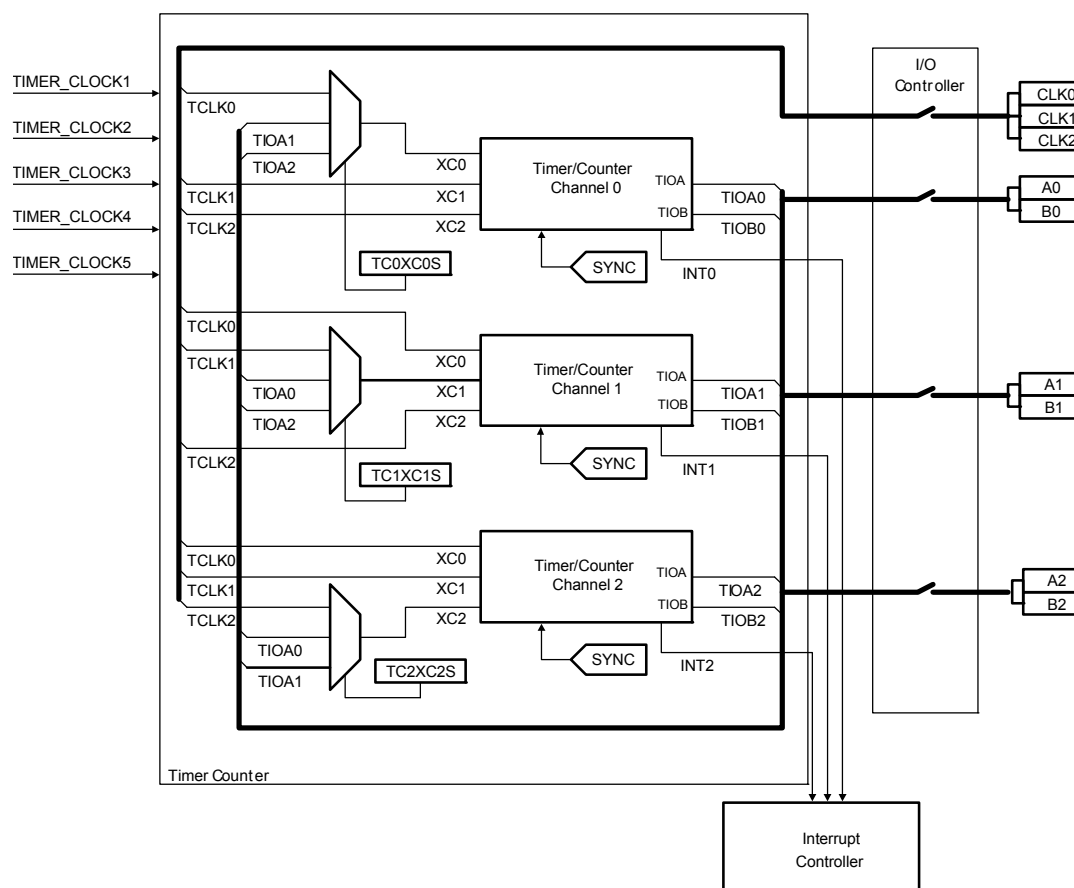 I/O
Controller
TIMER_CLOCK1
TIMER_CLOCK2
TIMER_CLOCK3
TIMER_CLOCK4
TIMER_CLOCK5
CLK0
CLK1
CLK2
TCLK0
TIOA1
TIOA2
TCLK1
TCLK2
XC0
XC1
XC2
Timer/Counter
Channel 0
TIOA
TIOB
TIOA0
TIOB0
A0
B0
TC0XC0S
SYNC
INT0
TCLK0
TCLK1
TIOA0
TIOA2
TCLK2
XC0
XC1
XC2
Timer/Counter
Channel 1
TIOA
TIOB
TIOA1
TIOB1
A1
B1
TC1XC1S
SYNC
INT1
TCLK0
TCLK1
TCLK2
TIOA0
TIOA1
XC0
XC1
XC2
Timer/Counter
Channel 2
TIOA
TIOB
TIOA2
TIOB2
A2
B2
TC2XC2S
SYNC
INT2
Timer Counter
Interrupt
Controller